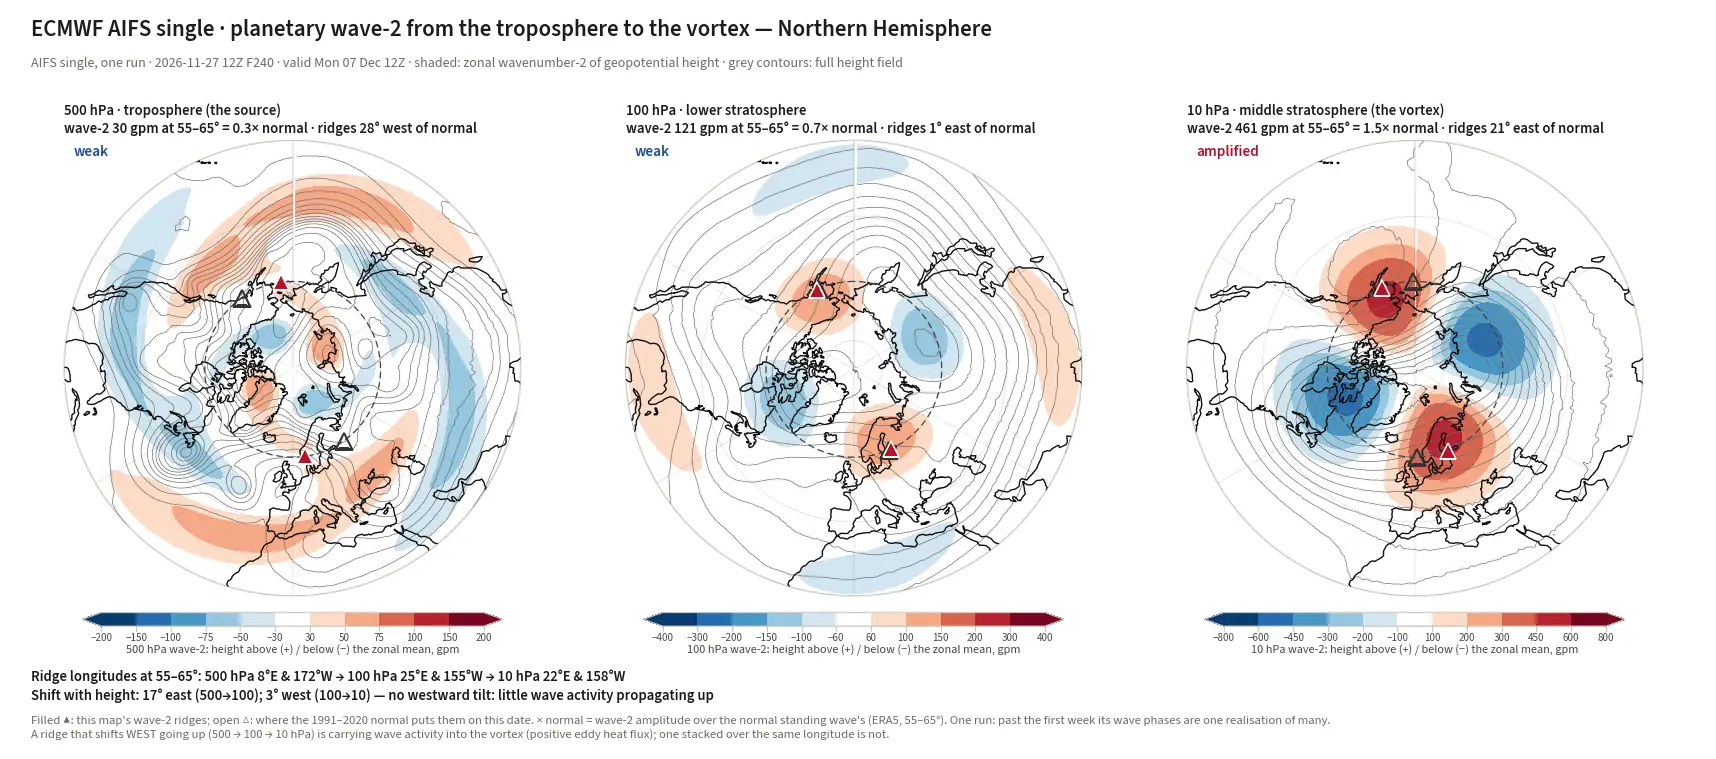 ECMWF AIFS single · planetary wave-2 from the troposphere to the vortex — Northern Hemisphere
AIFS single, one run · 2026-11-27 12Z F240 · valid Mon 07 Dec 12Z · shaded: zonal wavenumber-2 of geopotential height · grey contours: full height field
500 hPa · troposphere (the source)
wave-2 30 gpm at 55–65° = 0.3× normal · ridges 28° west of normal
weak
100 hPa · lower stratosphere
wave-2 121 gpm at 55–65° = 0.7× normal · ridges 1° east of normal
weak
10 hPa · middle stratosphere (the vortex)
wave-2 461 gpm at 55–65° = 1.5× normal · ridges 21° east of normal
amplified
−200 −150 −100 −75 −50 −30 30 50 75 100 150 200
500 hPa wave-2: height above (+) / below (−) the zonal mean, gpm
−400 −300 −200 −150 −100 −60 60 100 150 200 300 400
100 hPa wave-2: height above (+) / below (−) the zonal mean, gpm
−800 −600 −450 −300 −200 −100 100 200 300 450 600 800
10 hPa wave-2: height above (+) / below (−) the zonal mean, gpm
Ridge longitudes at 55–65°: 500 hPa 8°E & 172°W → 100 hPa 25°E & 155°W → 10 hPa 22°E & 158°W
Shift with height: 17° east (500→100); 3° west (100→10) — no westward tilt: little wave activity propagating up
Filled ▲: this map's wave-2 ridges; open △: where the 1991–2020 normal puts them on this date. × normal = wave-2 amplitude over the normal standing wave's (ERA5, 55–65°). One run: past the first week its wave phases are one realisation of many.
A ridge that shifts WEST going up (500 → 100 → 10 hPa) is carrying wave activity into the vortex (positive eddy heat flux); one stacked over the same longitude is not.